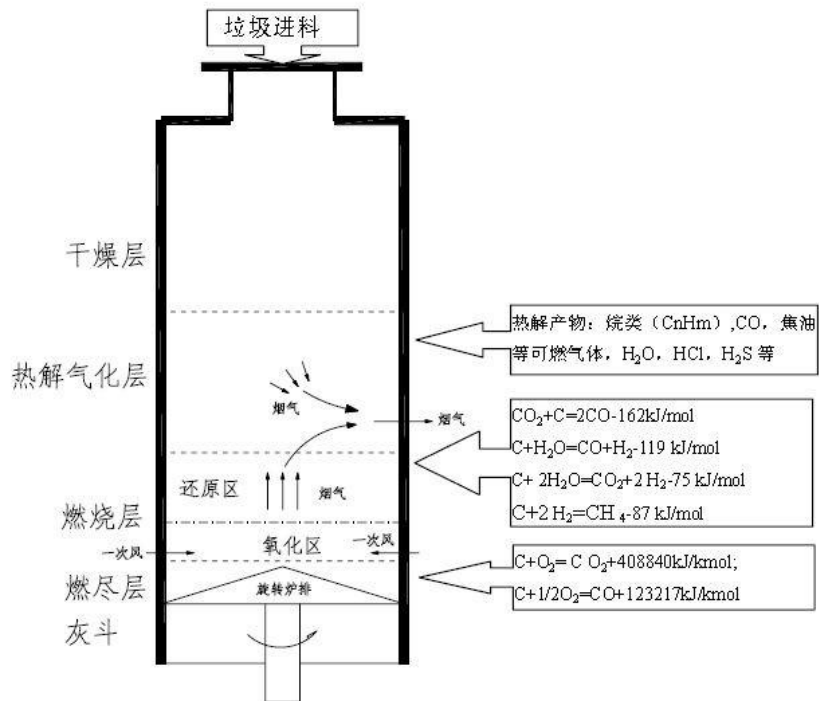 垃圾进料
干燥层
热解产物：烷类（CnHm）,CO，焦油
等可燃气体，H₂O，HCl，H₂S 等
热解气化层
烟气
烟气
CO₂+C=2CO-162kJ/mol
C+H₂O=CO+H₂-119 kJ/mol
C+ 2H₂O=CO₂+2 H₂-75 kJ/mol
C+2 H₂=CH ₄-87 kJ/mol
还原区
烟气
燃烧层
一次风
氧化区
一次风
C+O₂= C O₂+408840kJ/kmol;
C+1/2O₂=CO+123217kJ/kmol
燃尽层
旋转炉排
灰斗